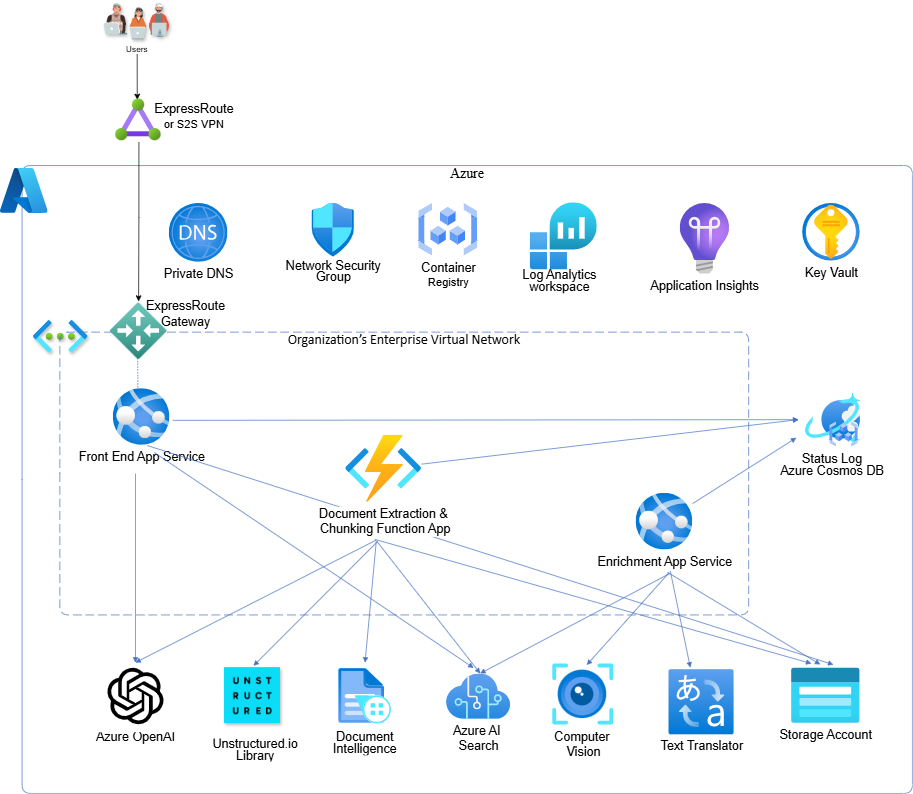 Users
ExpressRoute
or S2S VPN
Azure
DNS
Private DNS
Network Security
Group
Container
Registry
Log Analytics
workspace
Application Insights
Key Vault
ExpressRoute
Gateway
Organization's Enterprise Virtual Network
Front End App Service
Status Log
Azure Cosmos DB
Document Extraction &
Chunking Function App
Enrichment App Service
Azure OpenAI
UNST
RUCT
URED
Unstructured.io
Library
Document
Intelligence
Azure AI
Search
Computer
Vision
あ
a
Text Translator
Storage Account